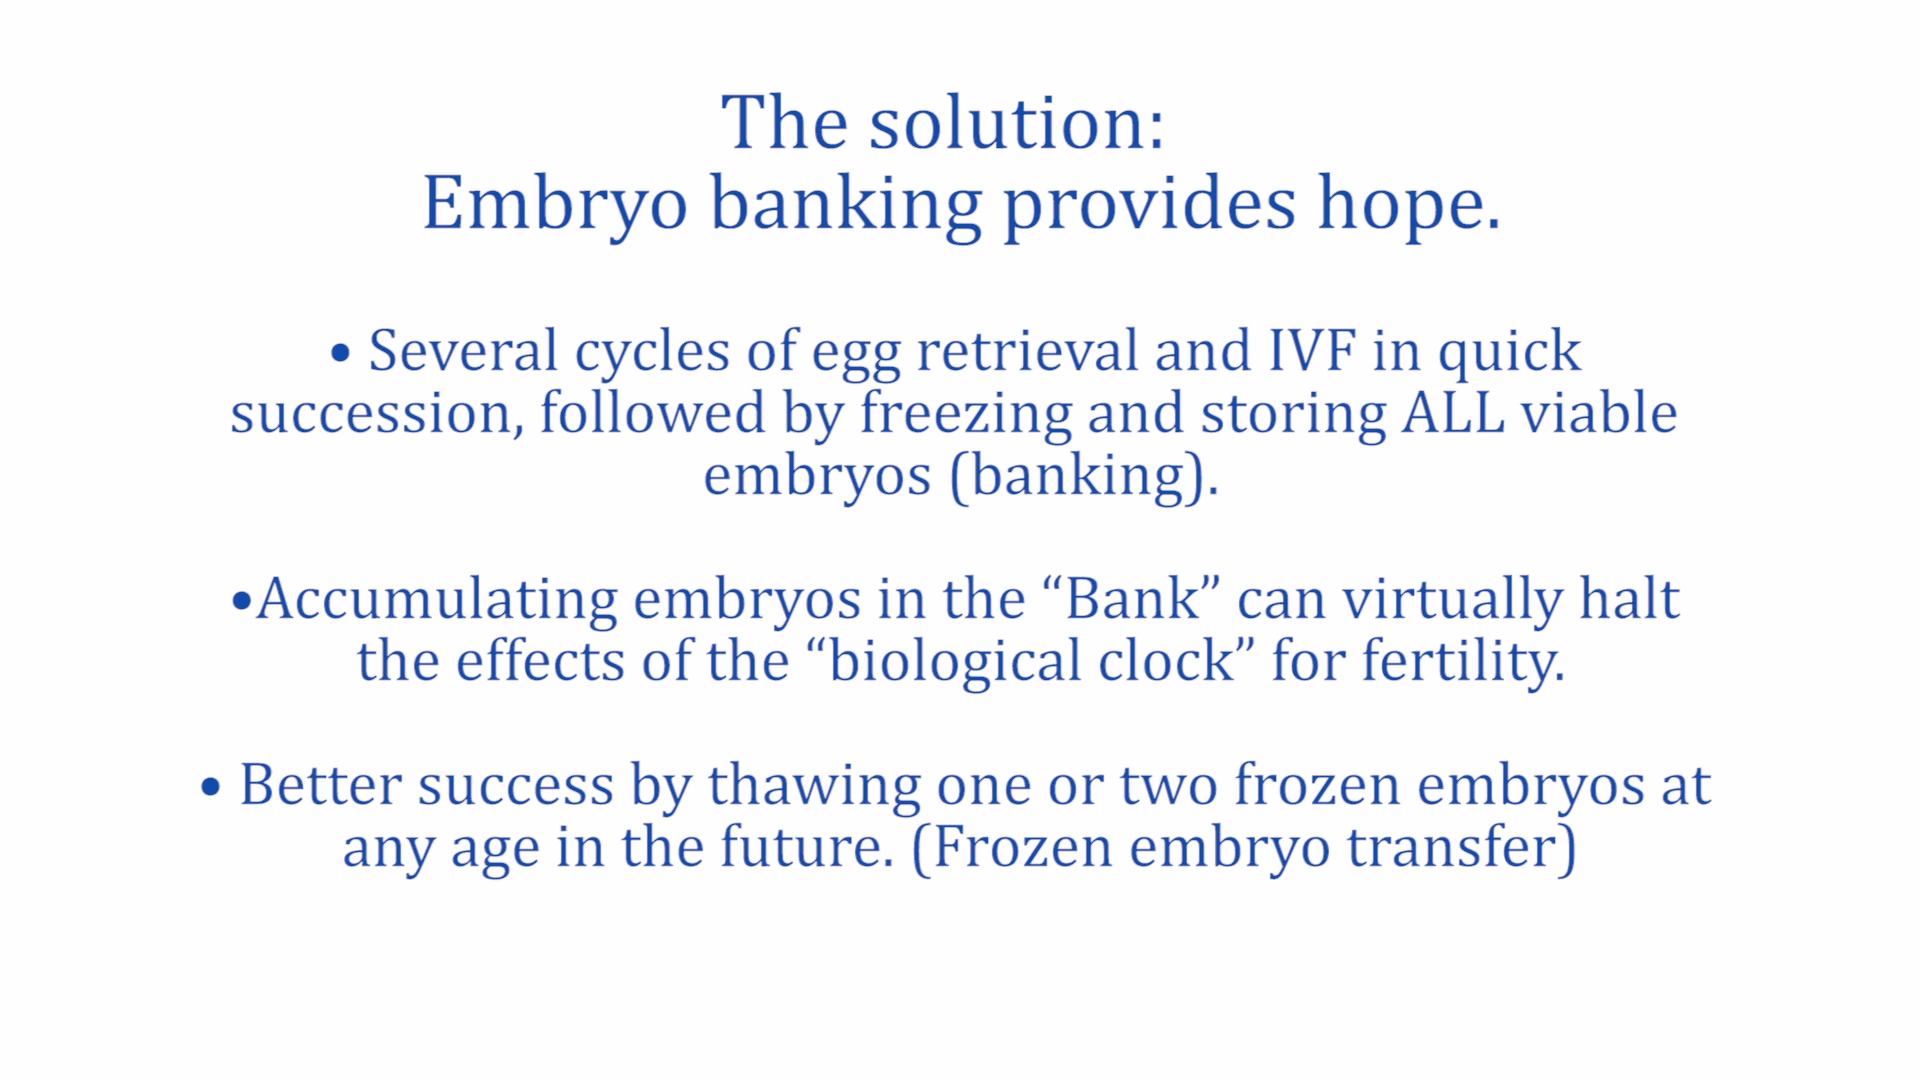 The solution:
Embryo banking provides hope.
• Several cycles of egg retrieval and IVF in quick
succession, followed by freezing and storing ALL viable
embryos (banking).
•Accumulating embryos in the “Bank” can virtually halt
the effects of the “biological clock” for fertility.
• Better success by thawing one or two frozen embryos at
any age in the future. (Frozen embryo transfer)